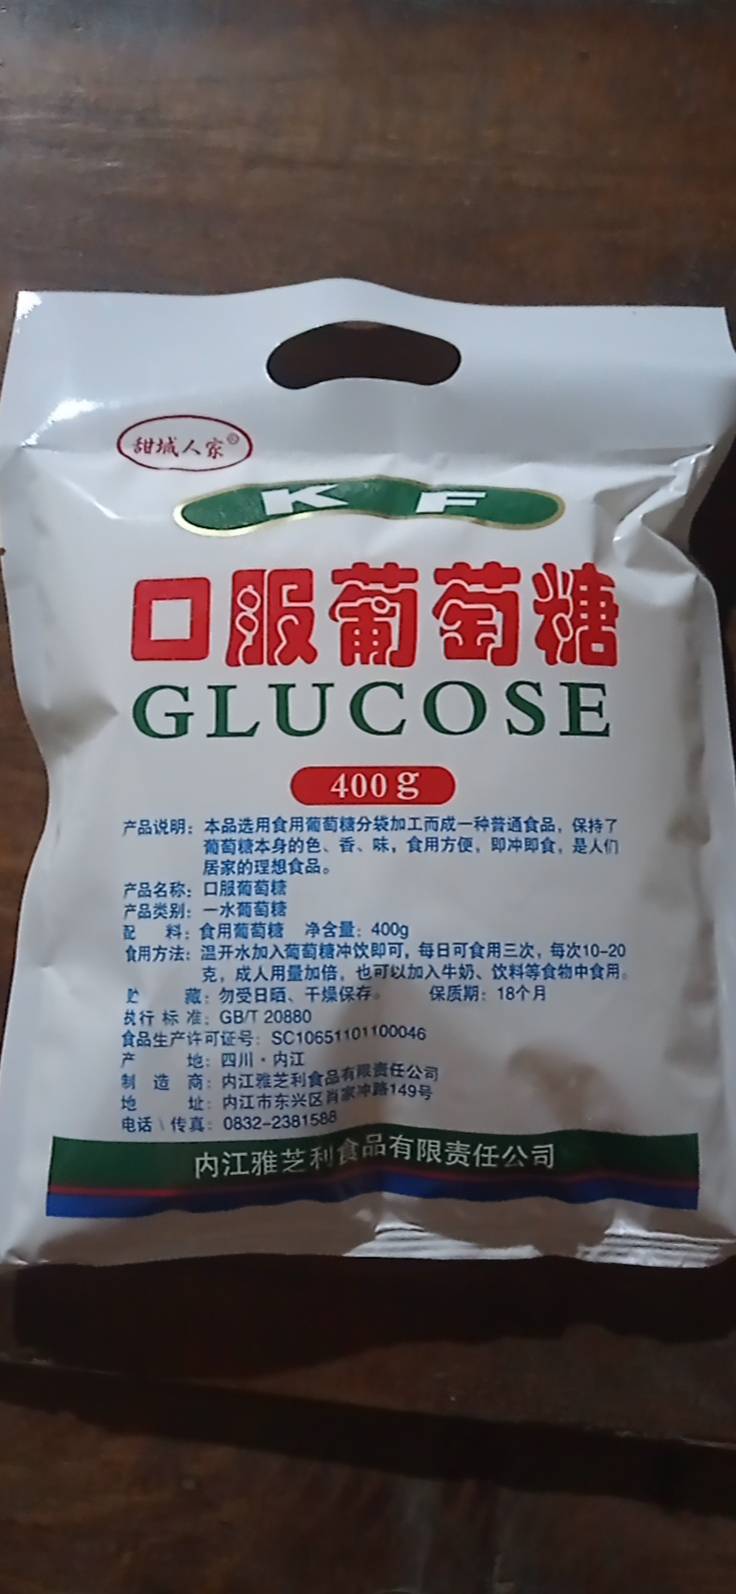 甜城人家®
K F
口服葡萄糖
GLUCOSE
400g
产品说明：本品选用食用葡萄糖分袋加工而成一种普通食品，保持了
葡萄糖本身的色、香、味，食用方便，即冲即食，是人们
居家的理想食品。
产品名称：口服葡萄糖
产品类别：一水葡萄糖
配 料：食用葡萄糖 净含量：400g
食用方法：温开水加入葡萄糖冲饮即可，每日可食用三次，每次10-20
克，成人用量加倍，也可以加入牛奶、饮料等食物中食用。
贮 藏：勿受日晒、干燥保存。 保质期：18个月
执行标准：GB/T 20880
食品生产许可证号：SC10651101100046
产 地：四川·内江
制 造 商：内江雅芝利食品有限责任公司
地 址：内江市东兴区肖家冲路149号
电话\传真：0832-2381588
内江雅芝利食品有限责任公司